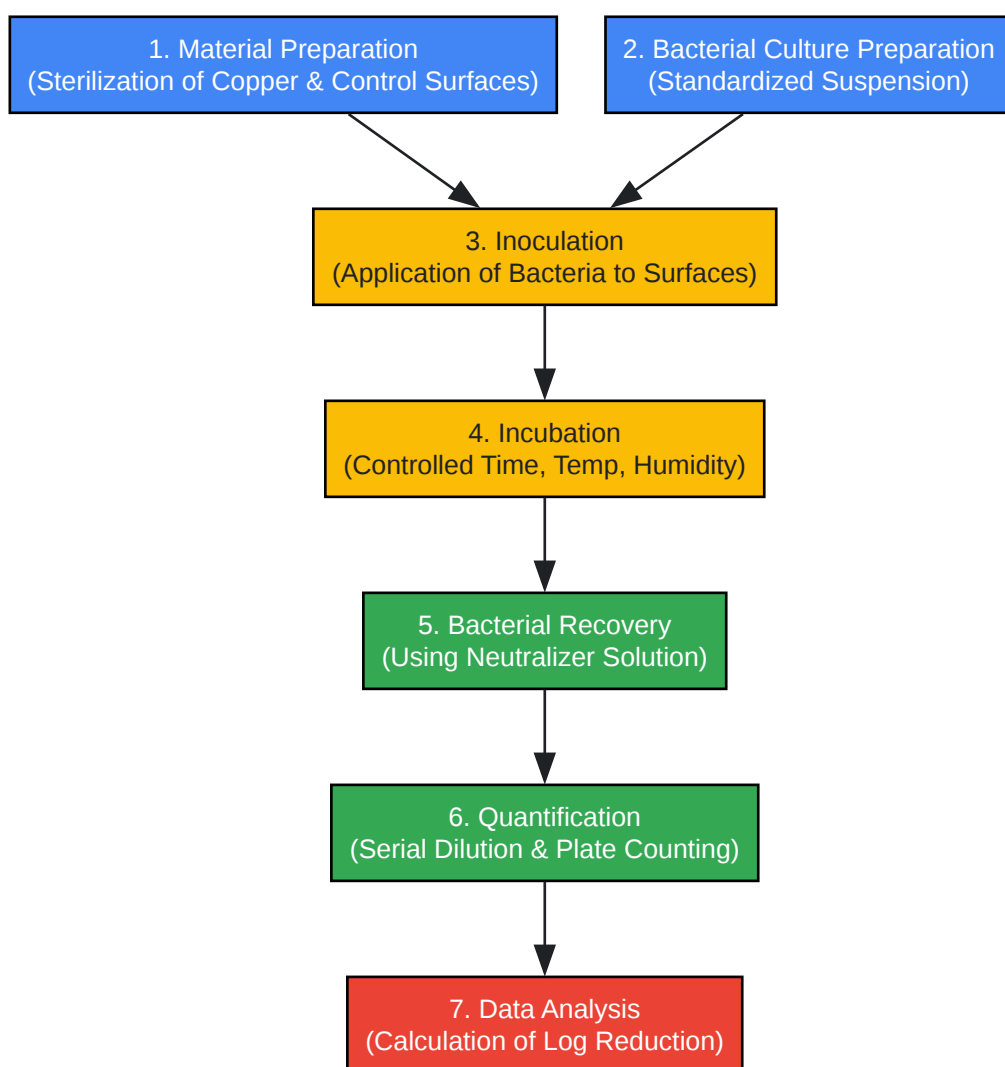 1. Material Preparation
(Sterilization of Copper & Control Surfaces)
2. Bacterial Culture Preparation
(Standardized Suspension)
3. Inoculation
(Application of Bacteria to Surfaces)
4. Incubation
(Controlled Time, Temp, Humidity)
5. Bacterial Recovery
(Using Neutralizer Solution)
6. Quantification
(Serial Dilution & Plate Counting)
7. Data Analysis
(Calculation of Log Reduction)